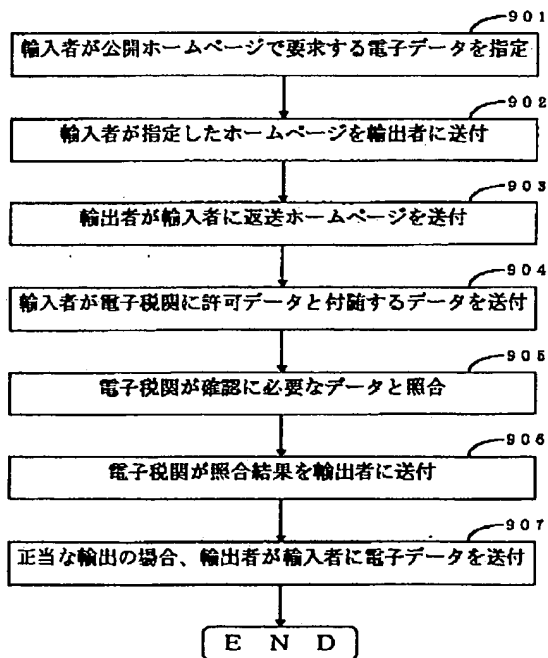 901
輸入者が公開ホームページで要求する電子データを指定
902
輸入者が指定したホームページを輸出者に送付
903
輸出者が輸入者に返送ホームページを送付
904
輸入者が電子税関に許可データと付随するデータを送付
905
電子税関が確認に必要なデータと照合
906
電子税関が照合結果を輸出者に送付
907
正当な輸出の場合、輸出者が輸入者に電子データを送付
END